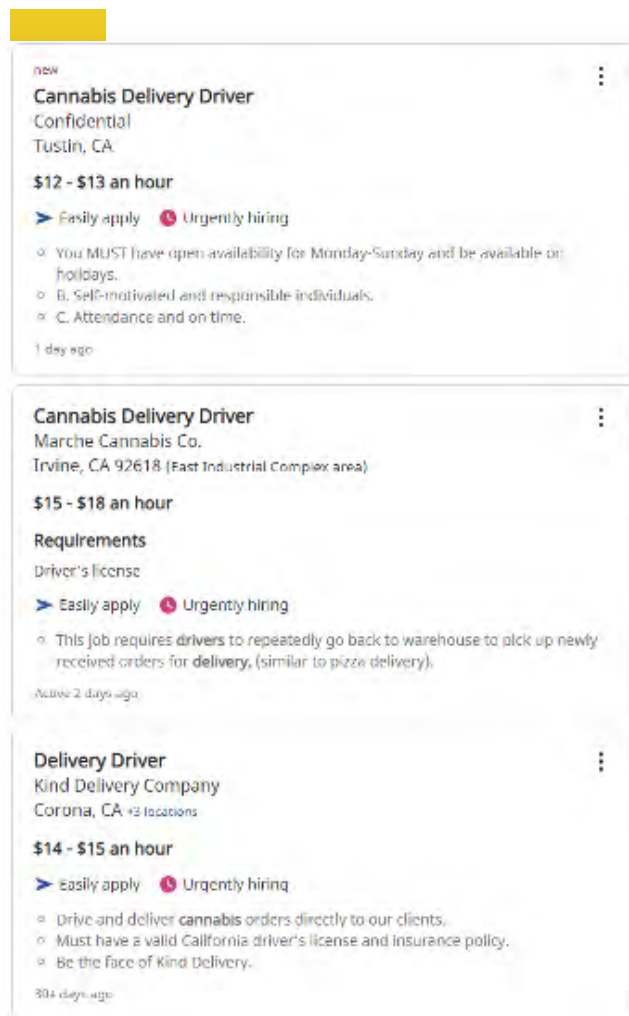 new
Cannabis Delivery Driver
Confidential
Tustin, CA
$12 - $13 an hour
Easily apply Urgently hiring
You MUST have open availability for Monday-Sunday and be available on
holidays.
B. Self-motivated and responsible individuals.
C. Attendance and on time.
1 day ago
Cannabis Delivery Driver
Marche Cannabis Co.
Irvine, CA 92618 (East Industrial Complex area)
$15 - $18 an hour
Requirements
Driver's license
Easily apply Urgently hiring
This job requires drivers to repeatedly go back to warehouse to pick up newly
received orders for delivery, (similar to pizza delivery).
Active 2 days ago
Delivery Driver
Kind Delivery Company
Corona, CA +3 locations
$14 - $15 an hour
Easily apply Urgently hiring
Drive and deliver cannabis orders directly to our clients.
Must have a valid California driver's license and insurance policy.
Be the face of Kind Delivery.
30+ days ago